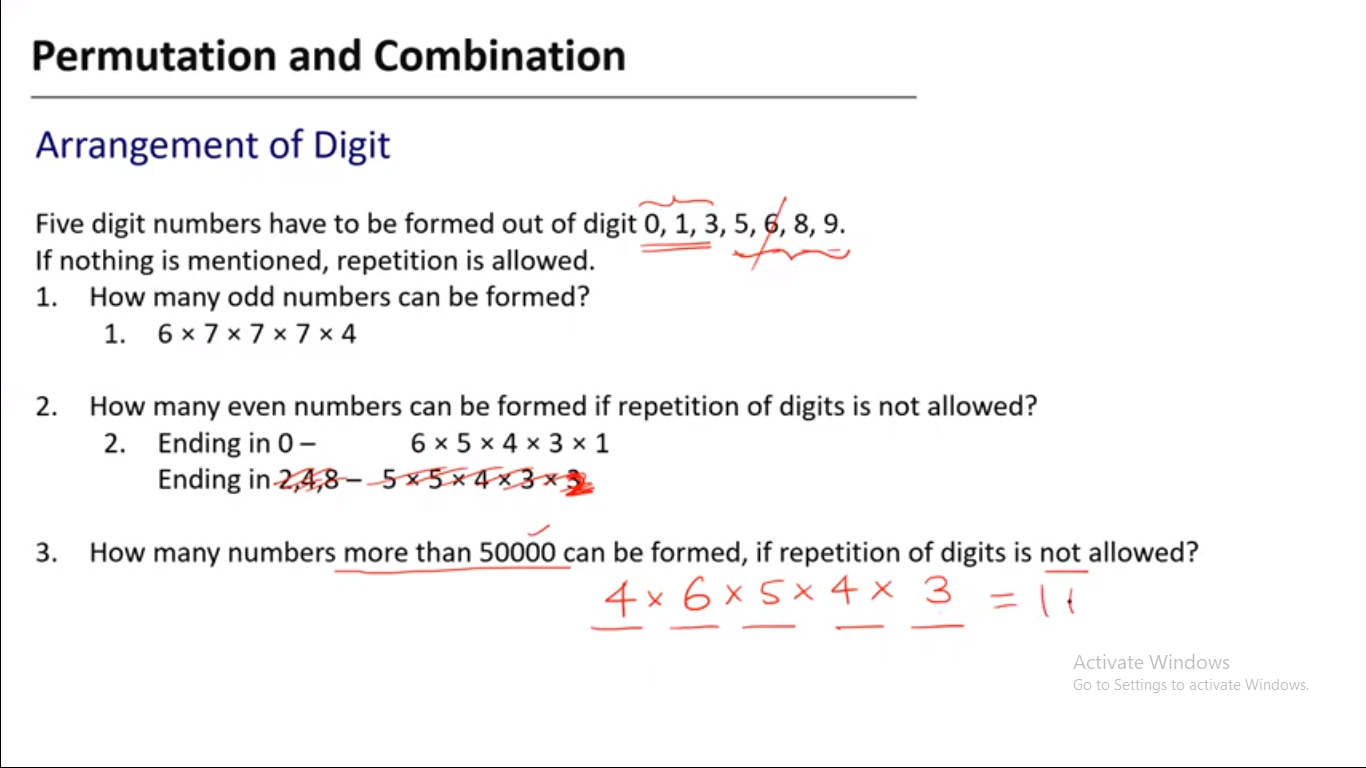 Permutation and Combination
Arrangement of Digit
Five digit numbers have to be formed out of digit 0, 1, 3, 5, 6, 8, 9.
If nothing is mentioned, repetition is allowed.
1. How many odd numbers can be formed?
1. 6 × 7 × 7 × 7 × 4
2. How many even numbers can be formed if repetition of digits is not allowed?
2. Ending in 0 – 6 × 5 × 4 × 3 × 1
Ending in 2,4,8 – 5 × 5 × 4 × 3 × 2
3. How many numbers more than 50000 can be formed, if repetition of digits is not allowed?
4 × 6 × 5 × 4 × 3 = 1
Activate Windows
Go to Settings to activate Windows.